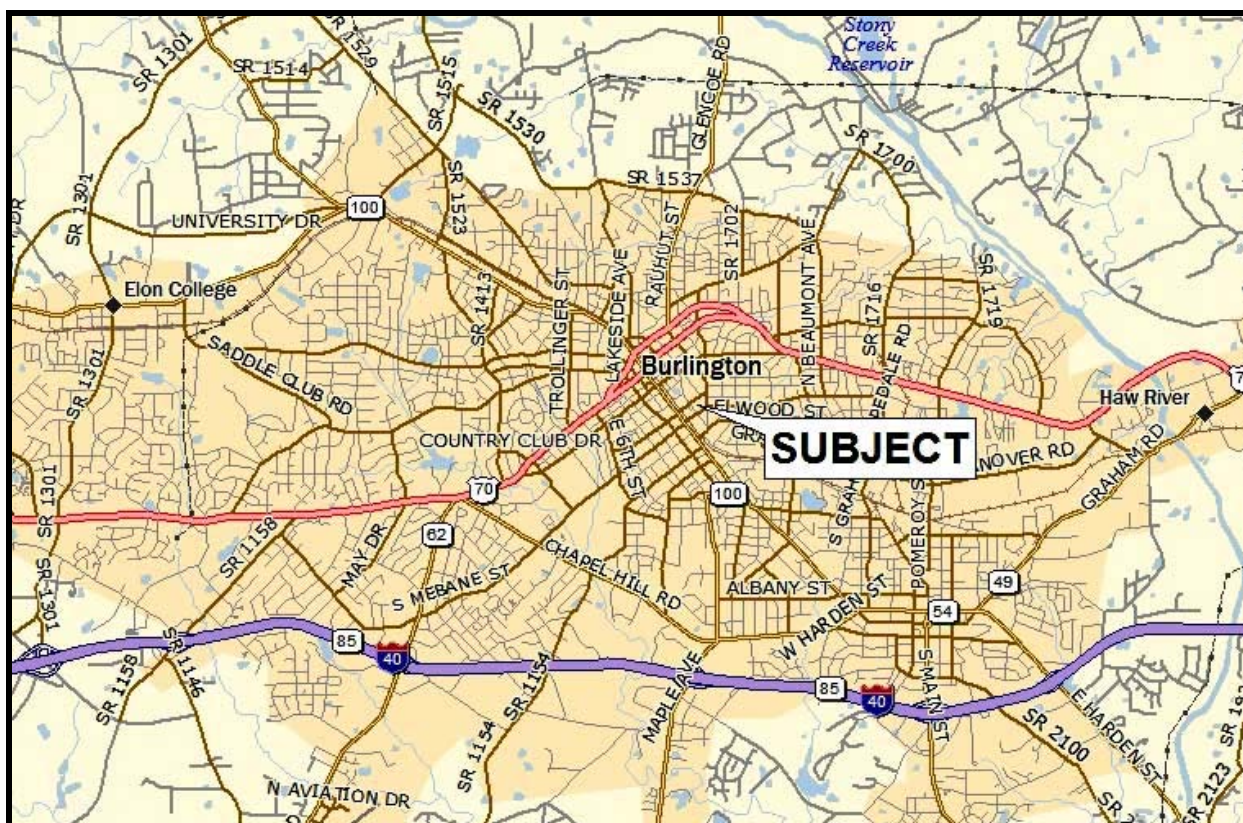 Stony
Creek
Reservoir
SR 1301
SR 1514
SR 1529
SR 1515
SR 1530
GLENCOE RD
SR 1700
SR 1537
SR 1301
UNIVERSITY DR
100
SR 1523
RAUHUT ST
SR 1702
N BEAUMONT AVE
SR 1719
Elon College
SR 1413
TROLLINGER ST
LAKESIDE AVE
SR 1716
SADDLE CLUB RD
SR 1301
Burlington
Haw River
ELWOOD ST
COUNTRY CLUB DR
E 6TH ST
SUBJECT
GRAHAM RD
70
100
SR 1301
SR 1301
SR 1158
62
MAY DR
CHAPEL HILL RD
S MEBANE ST
ALBANY ST
POMEROY S
49
54
W HARDEN ST
85
40
SR 1158
SR 1146
SR 1154
MAPLE AVE
85
40
S MAIN ST
E HARDEN ST
SR 1154
SR 2100
N AVIATION DR
SR 2123